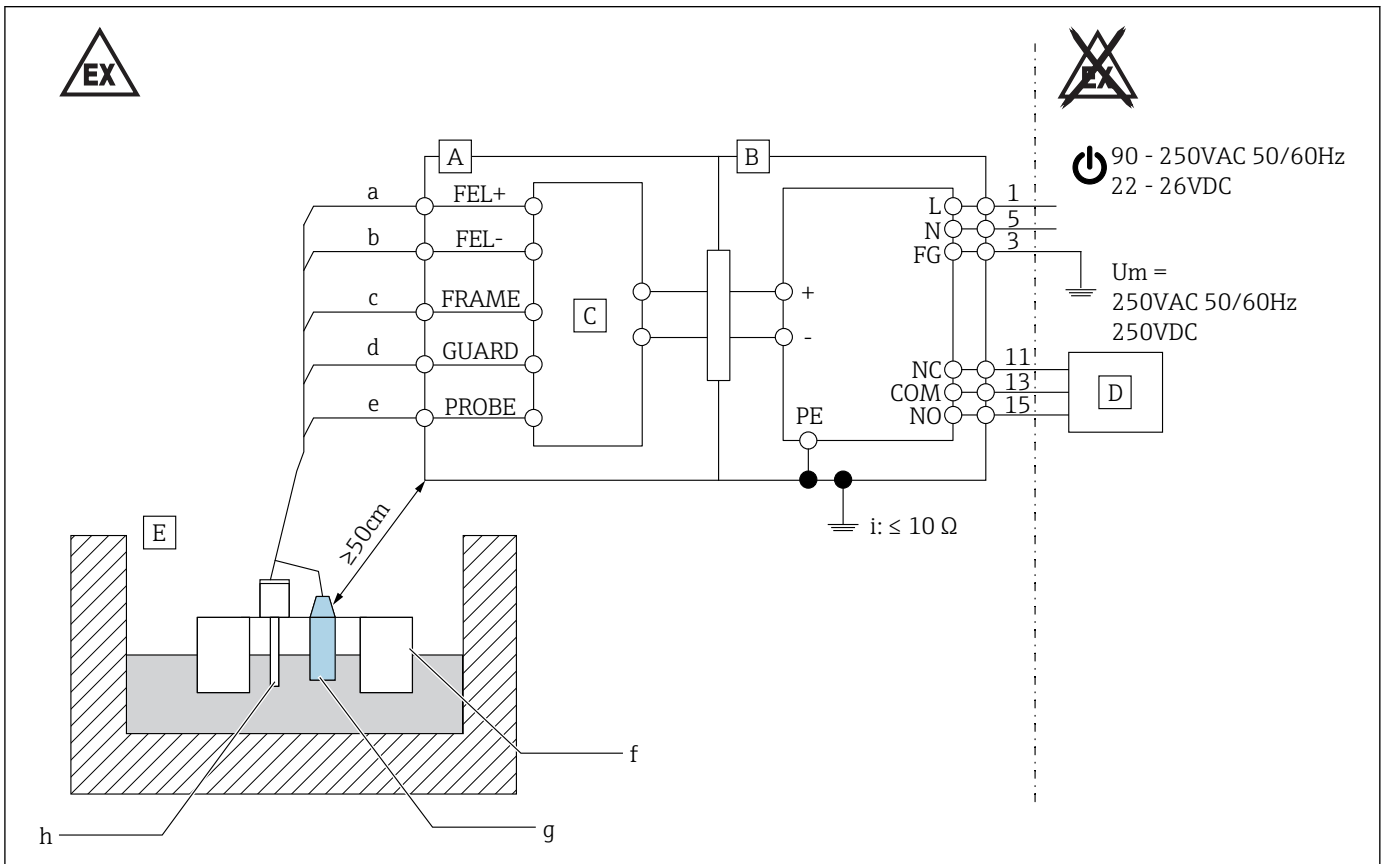 EX
EX
90 - 250VAC 50/60Hz
22 - 26VDC
A
B
a
FEL+
L
1
b
FEL-
N
5
FG
3
Um =
250VAC 50/60Hz
250VDC
c
FRAME
C
+
-
d
GUARD
NC
11
D
COM
13
e
PROBE
PE
NO
15
≥50cm
i: ≤ 10 Ω
E
f
g
h